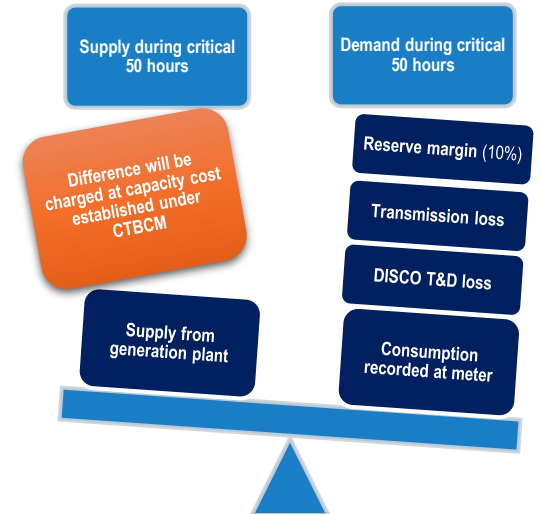 Supply during critical
50 hours
Demand during critical
50 hours
Difference will be
charged at capacity cost
established under
CTBCM
Supply from
generation plant
Reserve margin (10%)
Transmission loss
DISCO T&D loss
Consumption
recorded at meter